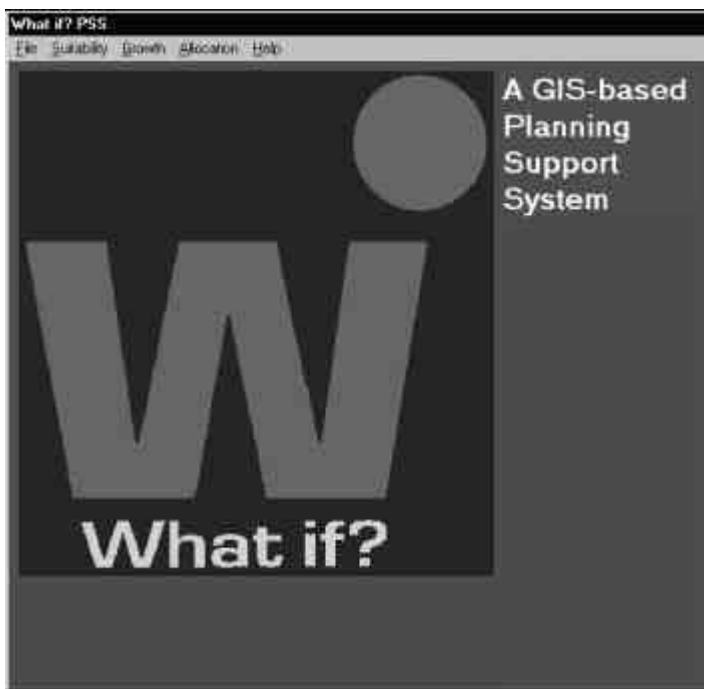 What if? PSS
File Suitability Growth Allocation Help
A GIS-based
Planning
Support
System
W
What if?